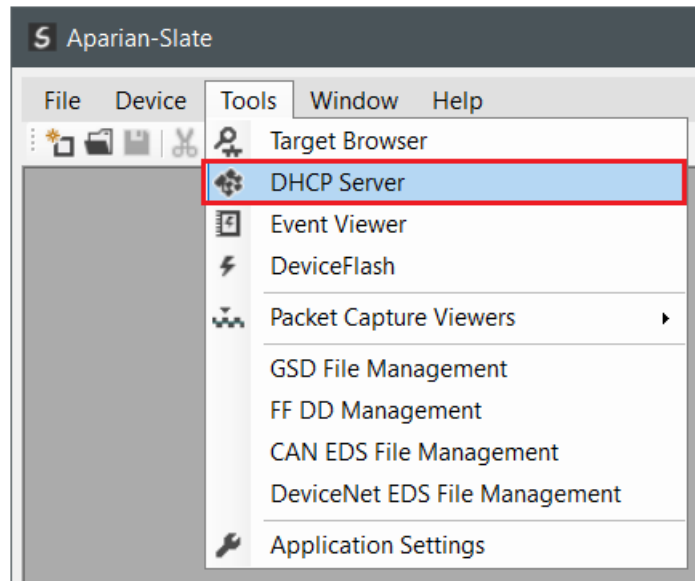 S Aparian-Slate
File Device Tools Window Help
Target Browser
DHCP Server
Event Viewer
DeviceFlash
Packet Capture Viewers
GSD File Management
FF DD Management
CAN EDS File Management
DeviceNet EDS File Management
Application Settings